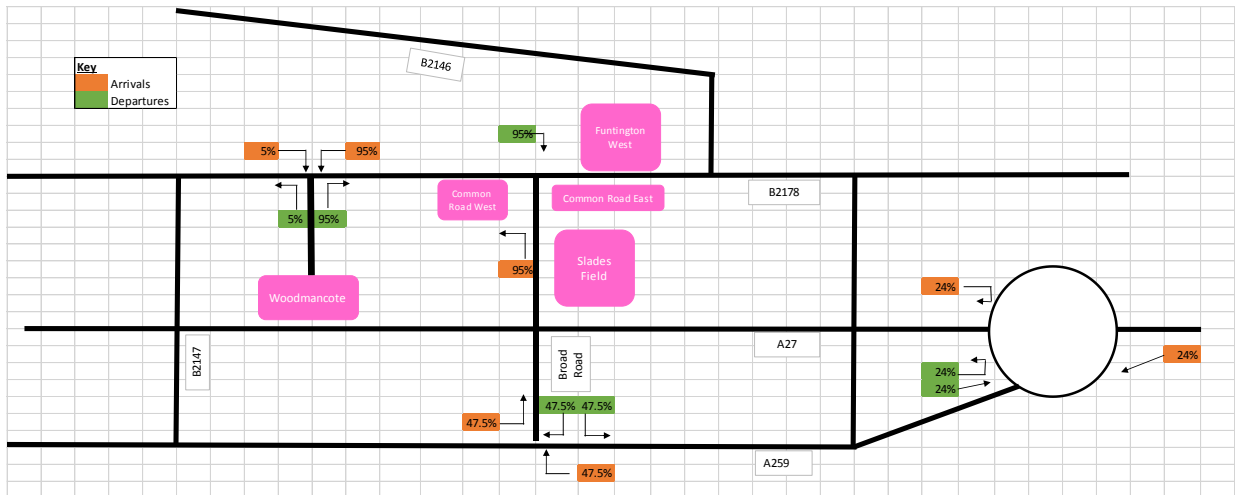 B2146
Key
Arrivals
Departures
95%
Funtington
West
5%
95%
B2178
Common
Road West
Common Road East
5%
95%
95%
Slades
Field
Woodmancote
24%
B2147
Broad
Road
A27
24%
24%
24%
47.5%
47.5%
47.5%
A259
47.5%